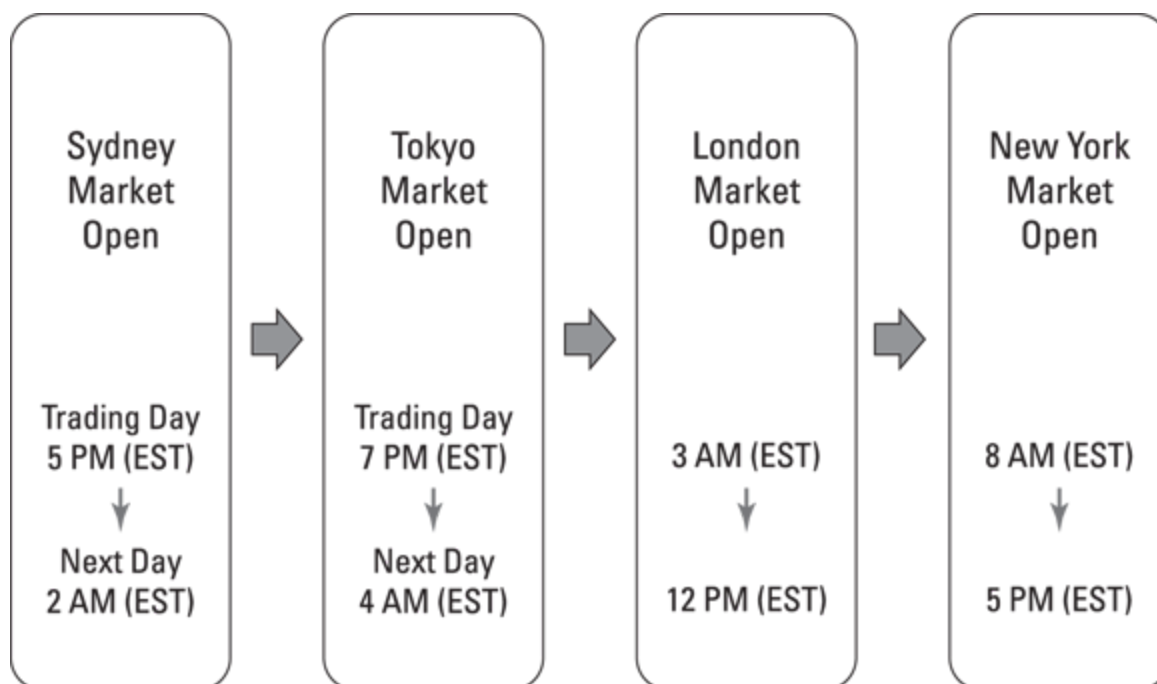 Sydney
Market
Open
Trading Day
5 PM (EST)
Next Day
2 AM (EST)
Tokyo
Market
Open
Trading Day
7 PM (EST)
Next Day
4 AM (EST)
London
Market
Open
3 AM (EST)
12 PM (EST)
New York
Market
Open
8 AM (EST)
5 PM (EST)